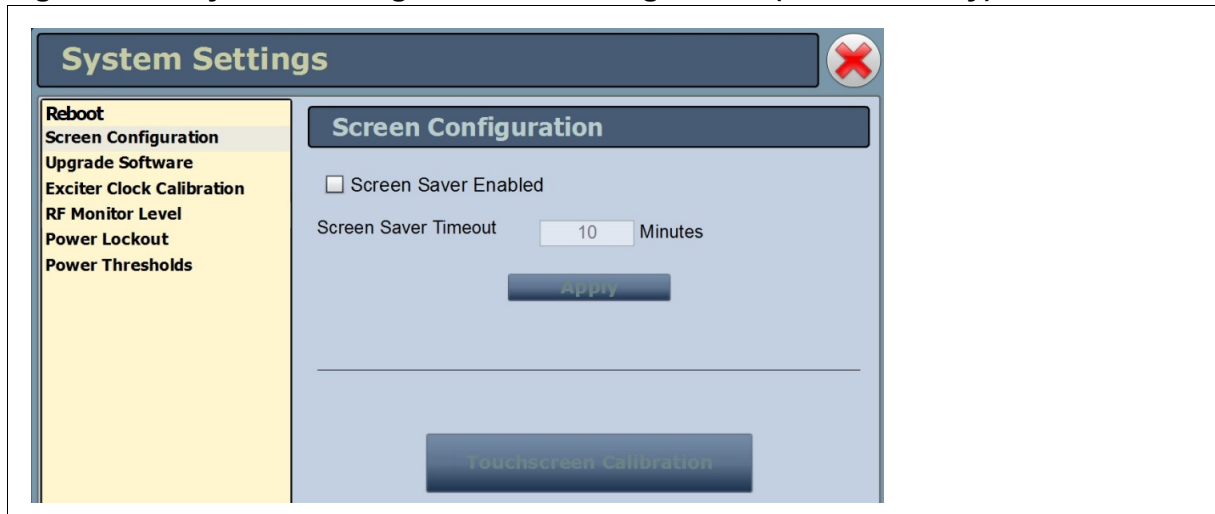 System Settings
Reboot
Screen Configuration
Upgrade Software
Exciter Clock Calibration
RF Monitor Level
Power Lockout
Power Thresholds
Screen Configuration
Screen Saver Enabled
Screen Saver Timeout 10 Minutes
Apply
Touchscreen Calibration